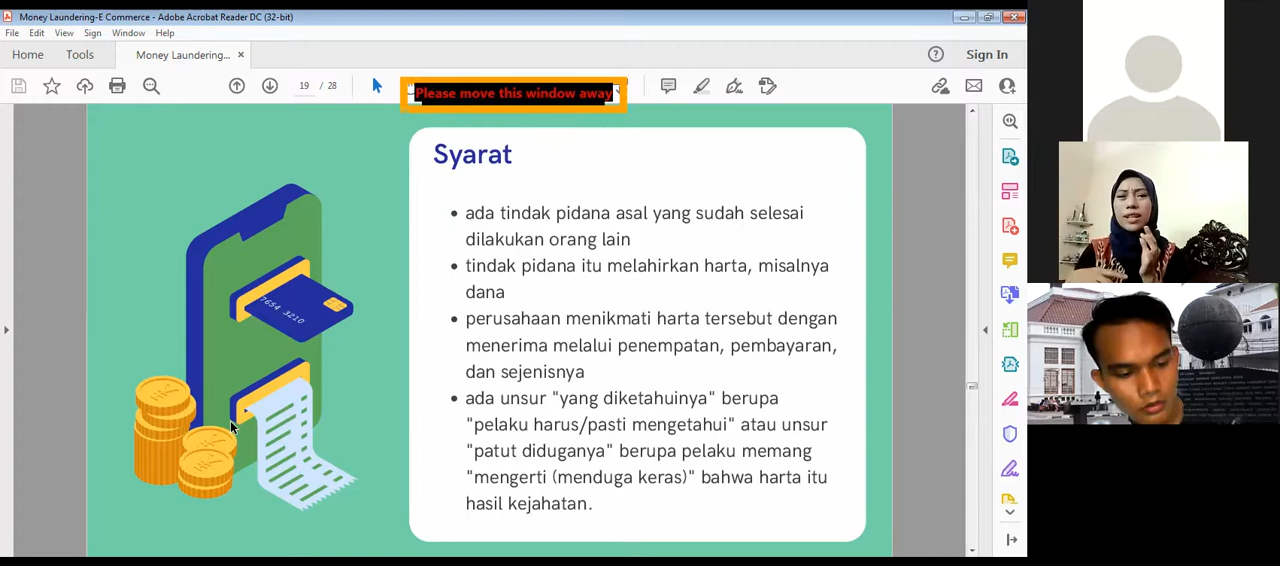 Money Laundering-E Commerce - Adobe Acrobat Reader DC (32-bit)
File Edit View Sign Window Help
Home Tools Money Laundering... × Sign In
19 / 28
Please move this window away
Syarat
• ada tindak pidana asal yang sudah selesai
dilakukan orang lain
• tindak pidana itu melahirkan harta, misalnya
dana
• perusahaan menikmati harta tersebut dengan
menerima melalui penempatan, pembayaran,
dan sejenisnya
• ada unsur "yang diketahuinya" berupa
"pelaku harus/pasti mengetahui" atau unsur
"patut diduganya" berupa pelaku memang
"mengerti (menduga keras)" bahwa harta itu
hasil kejahatan.
7654 3210